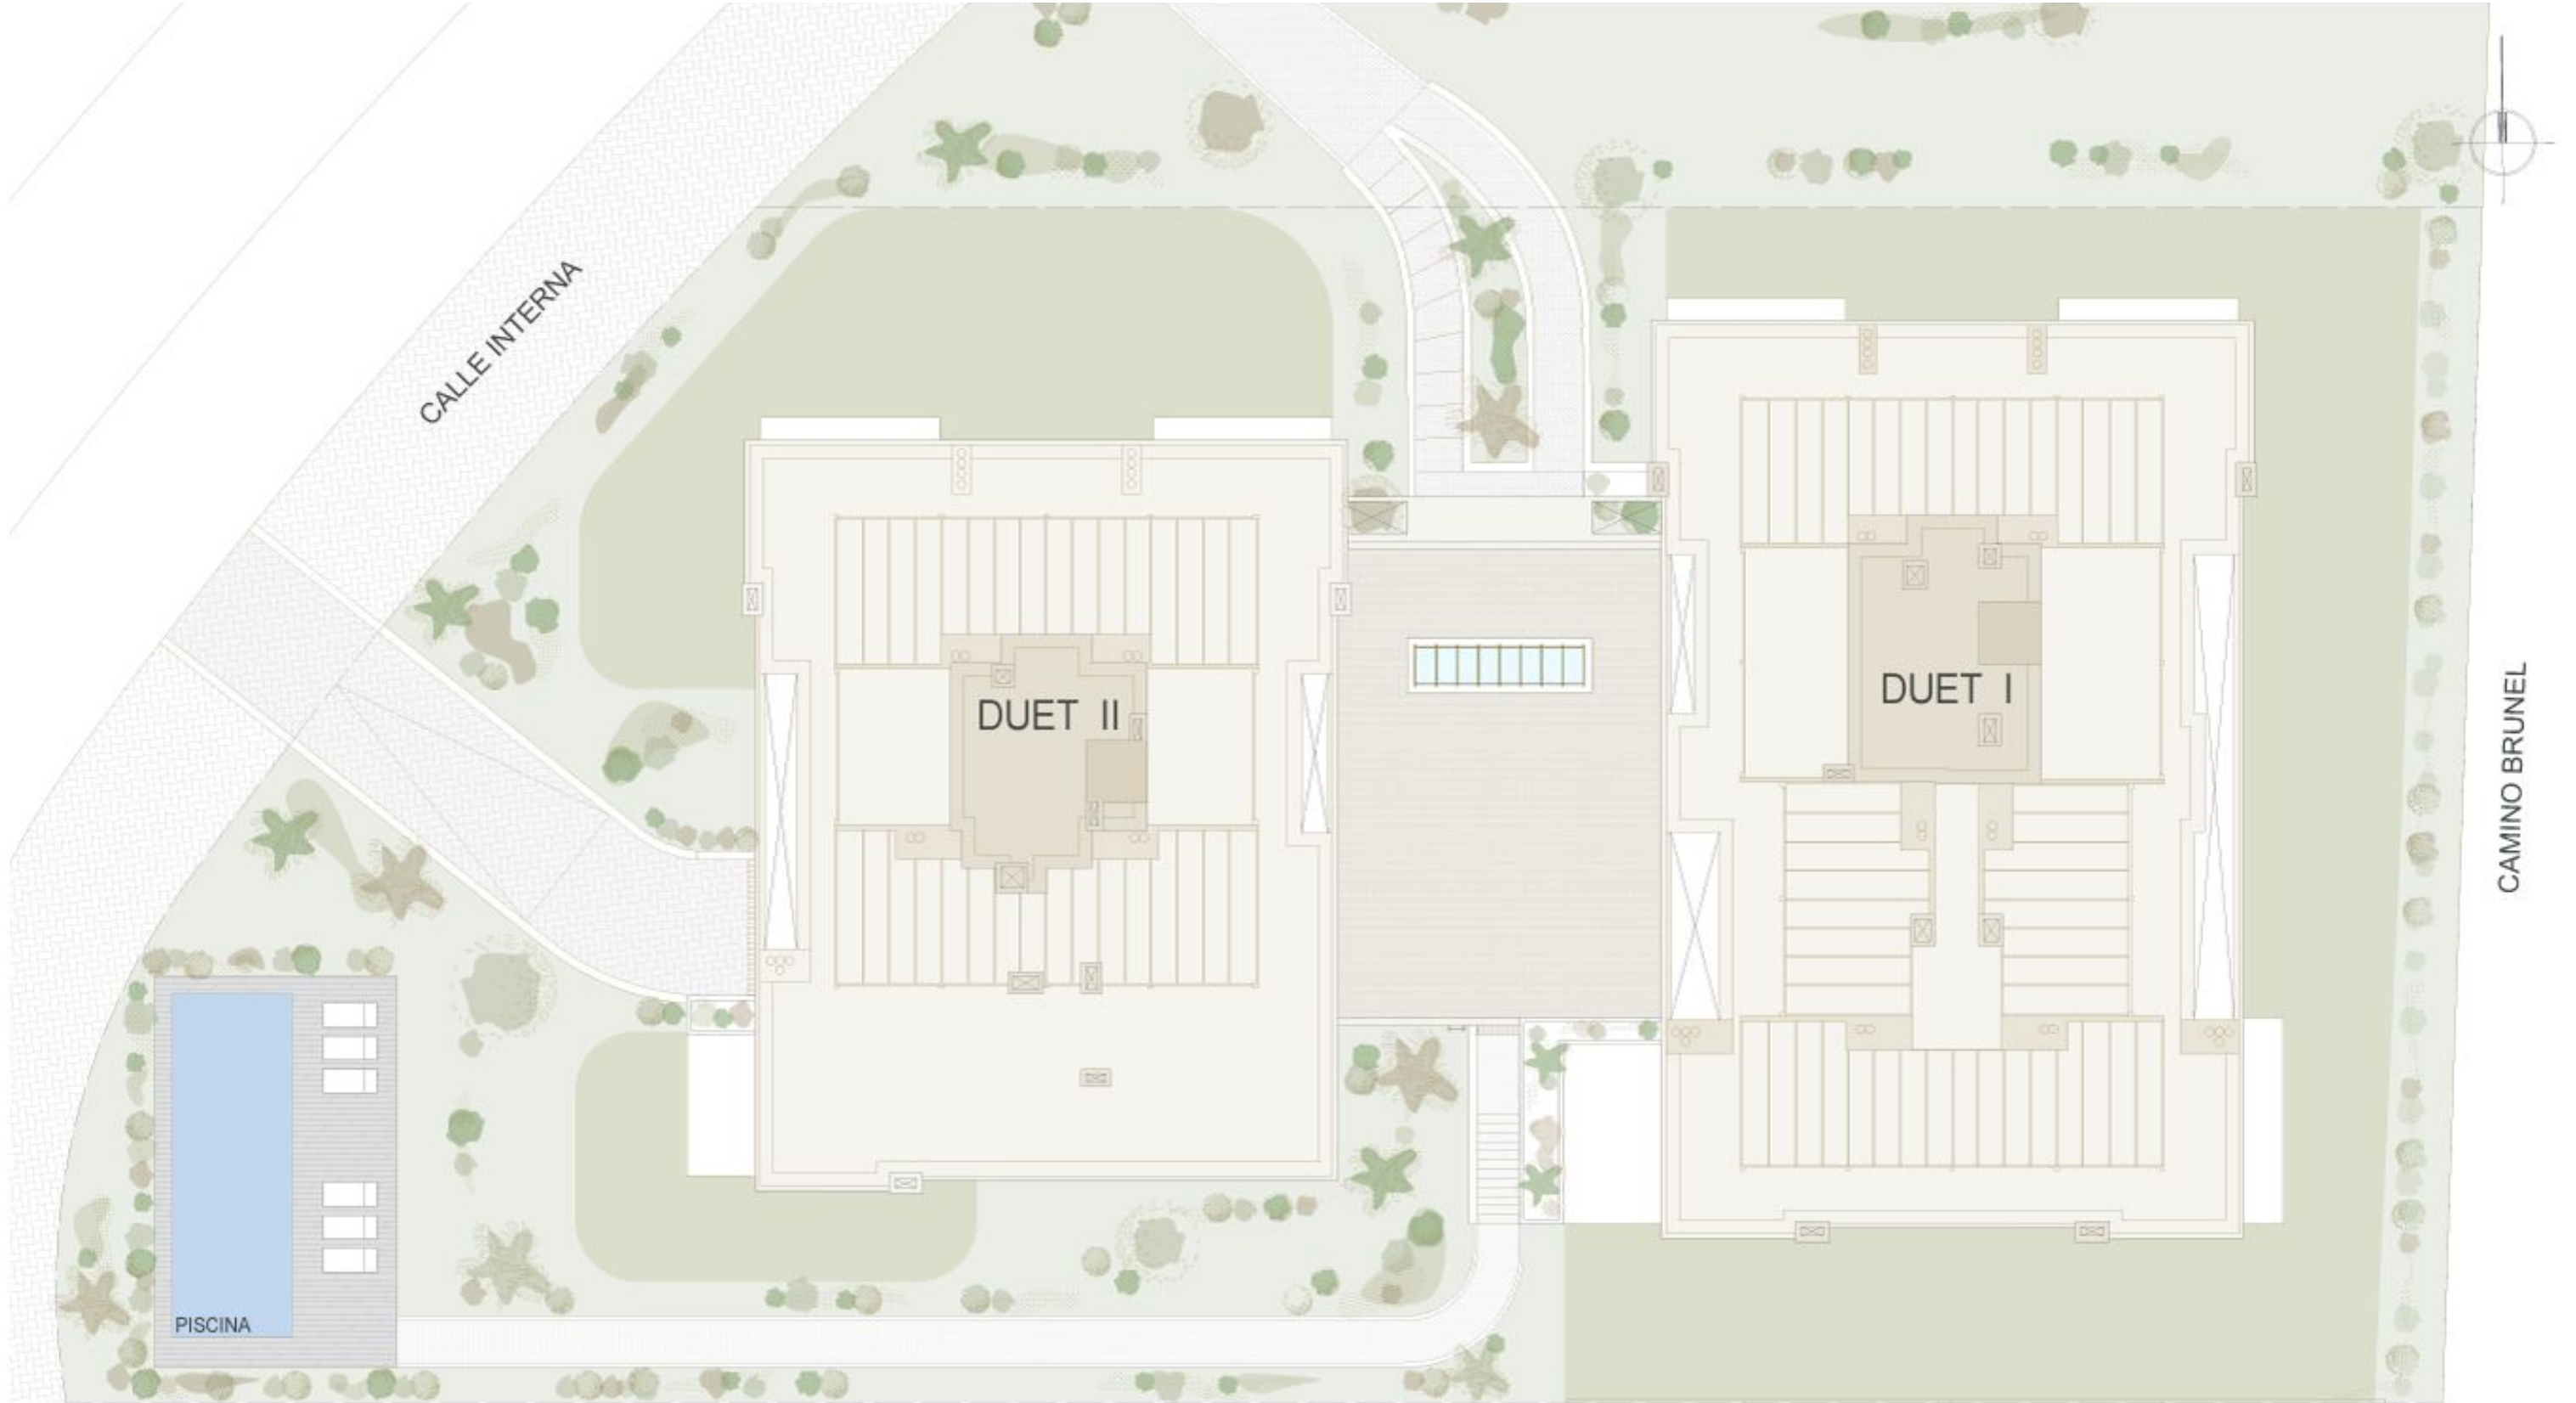 CALLE INTERNA
DUET I
DUET II
CAMINO BRUNEL
PISCINA